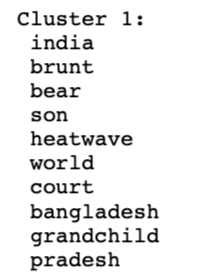 Cluster 1:
india
brunt
bear
son
heatwave
world
court
bangladesh
grandchild
pradesh